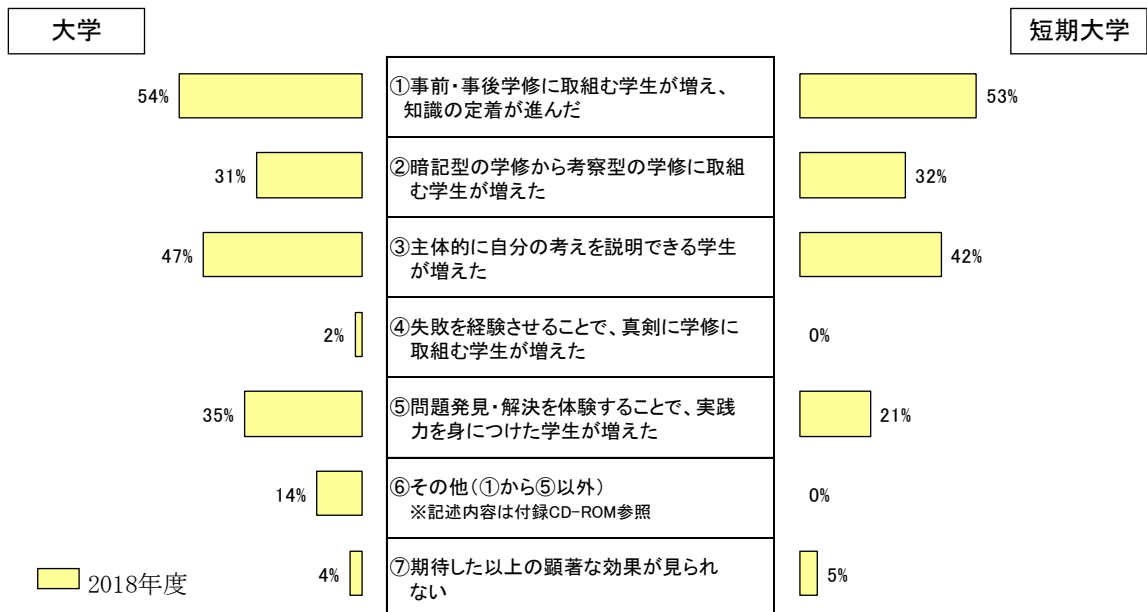 大学
短期大学
54%
①事前・事後学修に取組む学生が増え、
知識の定着が進んだ
53%
31%
②暗記型の学修から考察型の学修に取組
む学生が増えた
32%
47%
③主体的に自分の考えを説明できる学生
が増えた
42%
2%
④失敗を経験させることで、真剣に学修に
取組む学生が増えた
0%
35%
⑤問題発見・解決を体験することで、実践
力を身につけた学生が増えた
21%
14%
⑥その他(①から⑤以外)
※記述内容は付録CD-ROM参照
0%
4%
⑦期待した以上の顕著な効果が見られ
ない
5%
2018年度